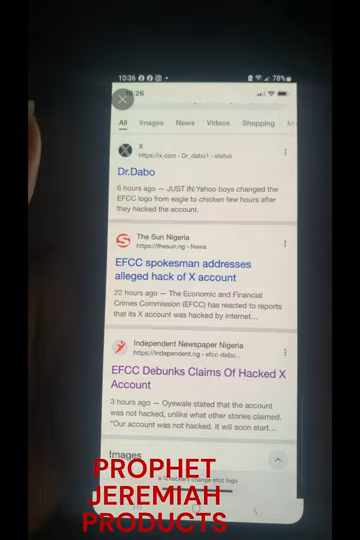 10:36
78%
10:26
All Images News Videos Shopping
X
https://x.com › Dr_dabo1 › status
Dr.Dabo
6 hours ago — JUST IN:Yahoo boys changed the
EFCC logo from eagle to chicken few hours after
they hacked the account.
The Sun Nigeria
https://thesun.ng › News
EFCC spokesman addresses
alleged hack of X account
22 hours ago — The Economic and Financial
Crimes Commission (EFCC) has reacted to reports
that its X account was hacked by internet...
Independent Newspaper Nigeria
https://independent.ng › efcc-debu..
EFCC Debunks Claims Of Hacked X
Account
3 hours ago — Oyewale stated that the account
was not hacked, unlike what other stories claimed.
"Our account was not hacked. It will soon start...
Images
hackers change efcc logo
PROPHET
JEREMIAH
PRODUCTS